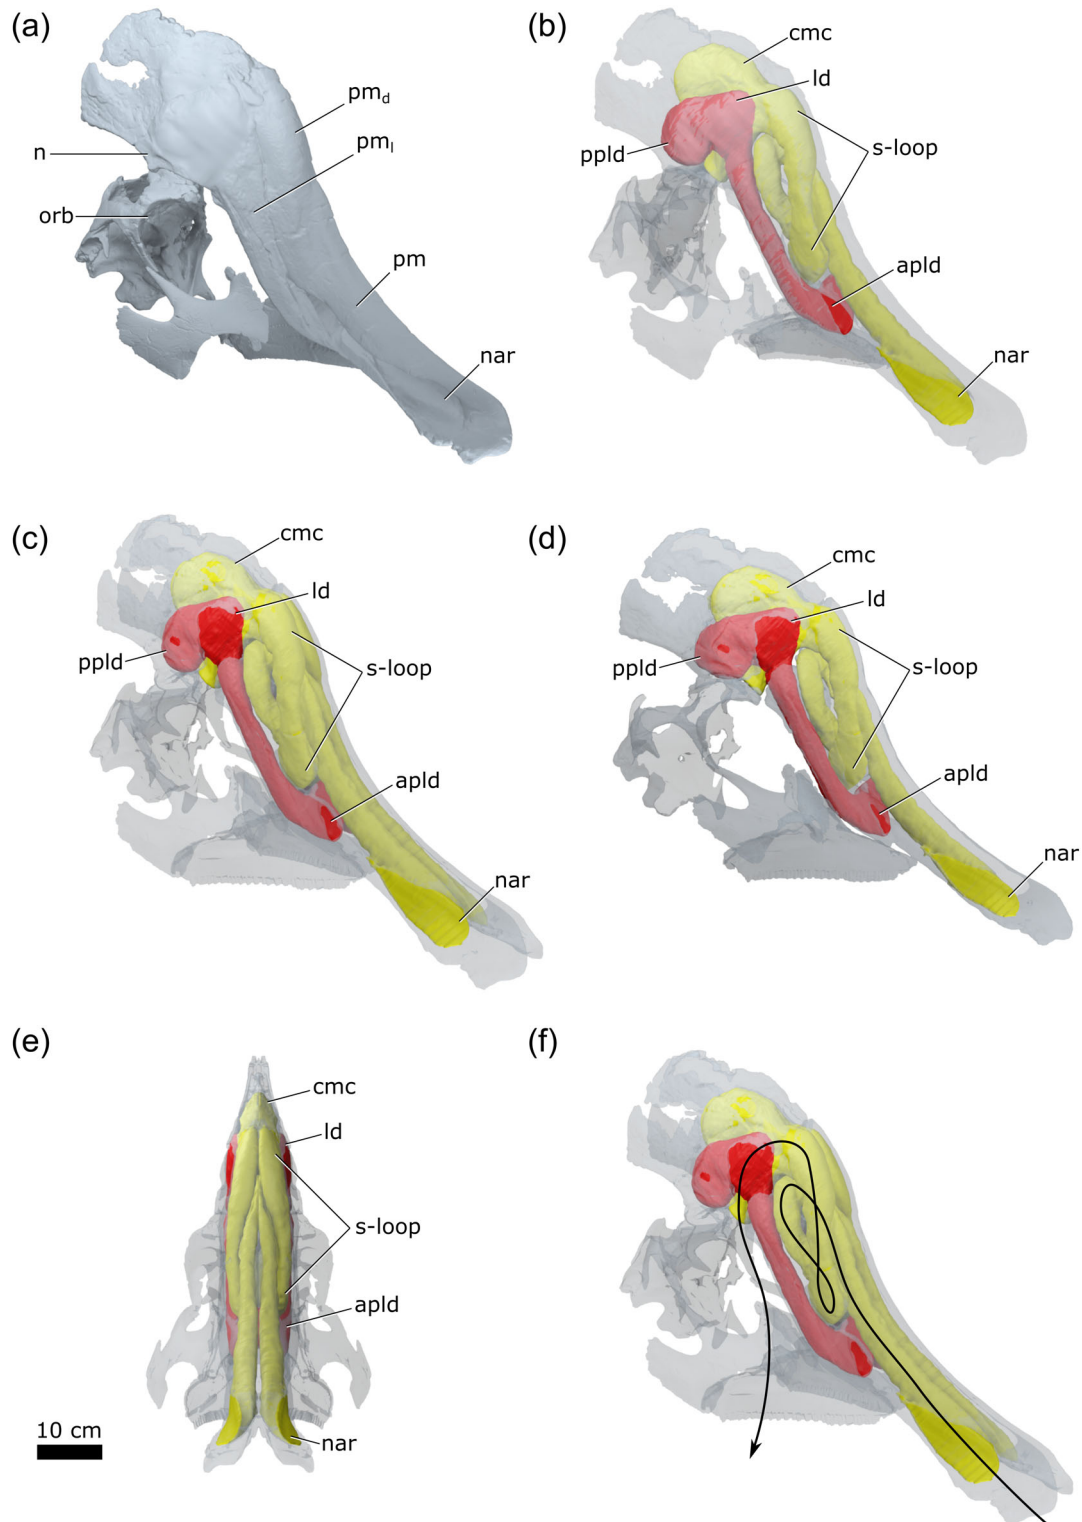 (a)
pmd
pml
n
orb
pm
nar
(b)
cmc
ld
ppld
s-loop
apld
nar
(c)
cmc
ld
ppld
s-loop
apld
nar
(d)
cmc
ld
ppld
s-loop
apld
nar
(e)
cmc
ld
s-loop
apld
10 cm
nar
(f)